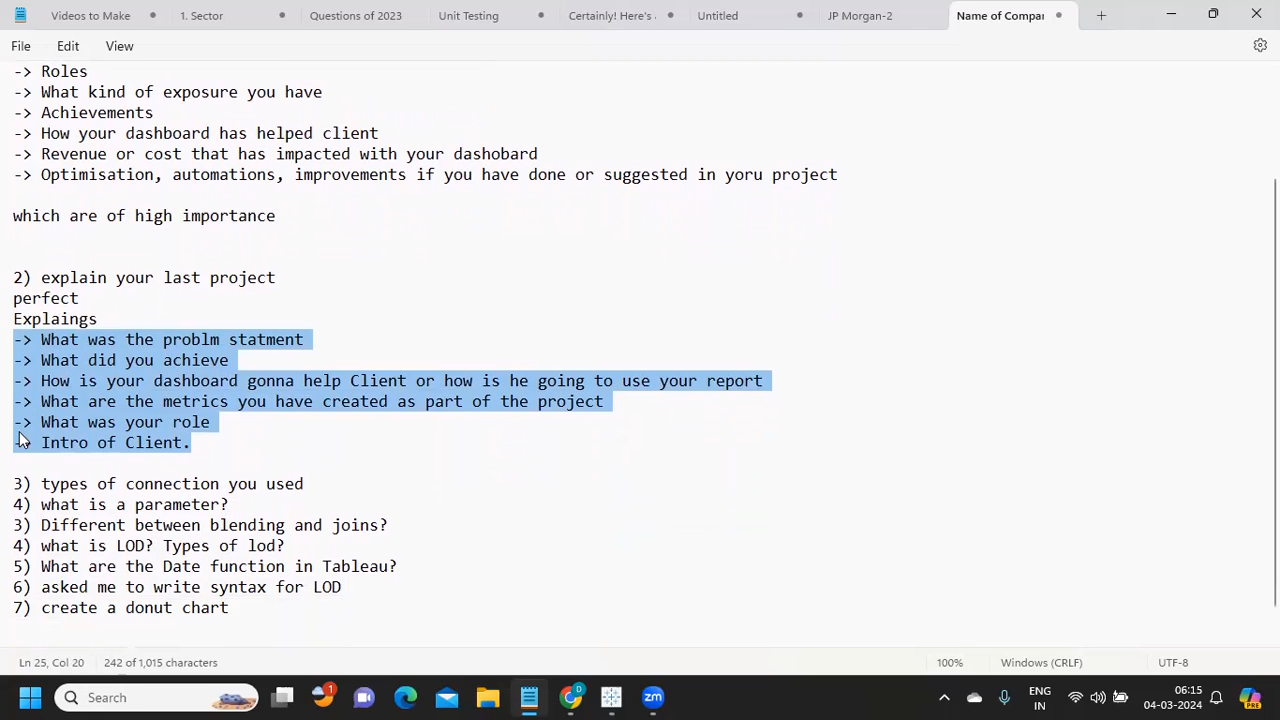 Videos to Make
1. Sector
Questions of 2023
Unit Testing
Certainly! Here's
Untitled
JP Morgan-2
Name of Compar
File
Edit
View
-> Roles
-> What kind of exposure you have
-> Achievements
-> How your dashboard has helped client
-> Revenue or cost that has impacted with your dashobard
-> Optimisation, automations, improvements if you have done or suggested in yoru project
which are of high importance
2) explain your last project
perfect
Explaings
-> What was the problm statment
-> What did you achieve
-> How is your dashboard gonna help Client or how is he going to use your report
-> What are the metrics you have created as part of the project
-> What was your role
-> Intro of Client.
3) types of connection you used
4) what is a parameter?
3) Different between blending and joins?
4) what is LOD? Types of lod?
5) What are the Date function in Tableau?
6) asked me to write syntax for LOD
7) create a donut chart
Ln 25, Col 20
242 of 1,015 characters
100%
Windows (CRLF)
UTF-8
Search
1
zm
ENG
IN
06:15
04-03-2024
PRE